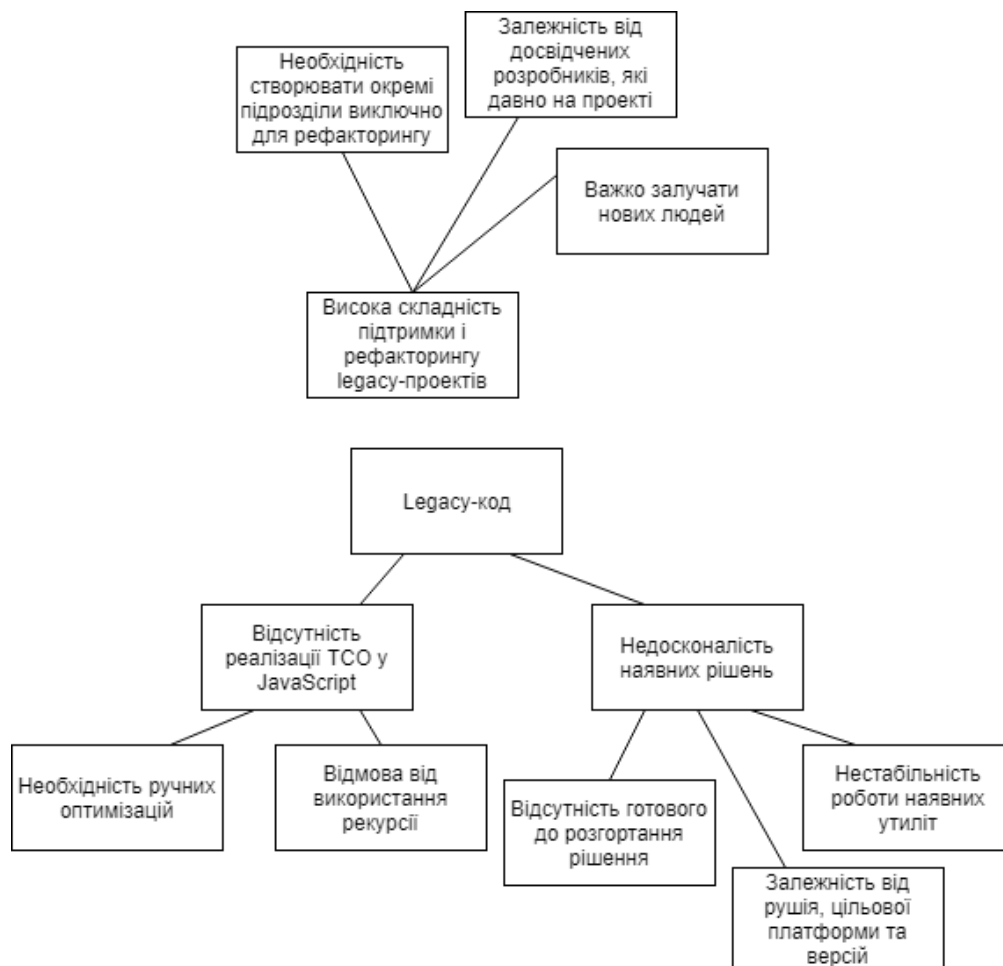 Необхідність
створювати окремі
підрозділи виключно
для рефакторингу
Залежність від
досвідчених
розробників, які
давно на проекті
Важко залучати
нових людей
Висока складність
підтримки і
рефакторингу
legacy-проектів
Legacy-код
Відсутність
реалізації TCO у
JavaScript
Недосконалість
наявних рішень
Необхідність ручних
оптимізацій
Відмова від
використання
рекурсії
Відсутність готового
до розгортання
рішення
Нестабільність
роботи наявних
утиліт
Залежність від
рушія, цільової
платформи та
версій